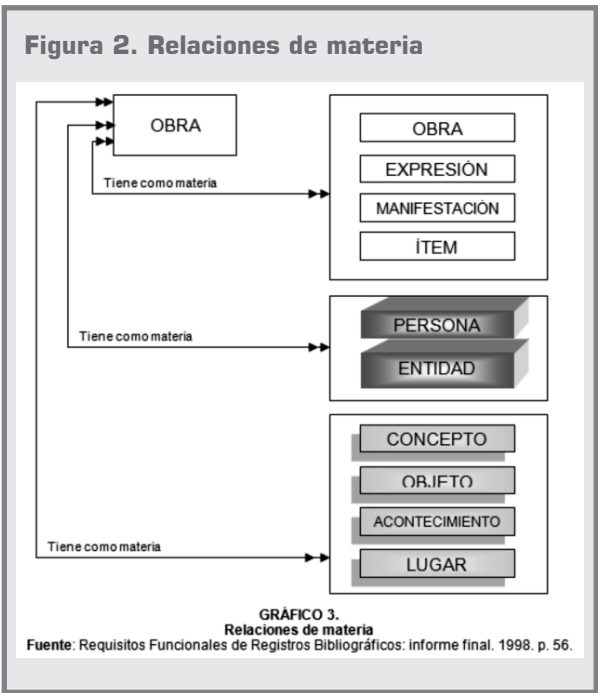 Figura 2. Relaciones de materia
OBRA
OBRA
EXPRESIÓN
Tiene como materia
MANIFESTACIÓN
ÍTEM
PERSONA
Tiene como materia
ENTIDAD
CONCEPTO
OBJETO
ACONTECIMIENTO
Tiene como materia
LUGAR
GRÁFICO 3.
Relaciones de materia
Fuente: Requisitos Funcionales de Registros Bibliográficos: informe final. 1998. p. 56.